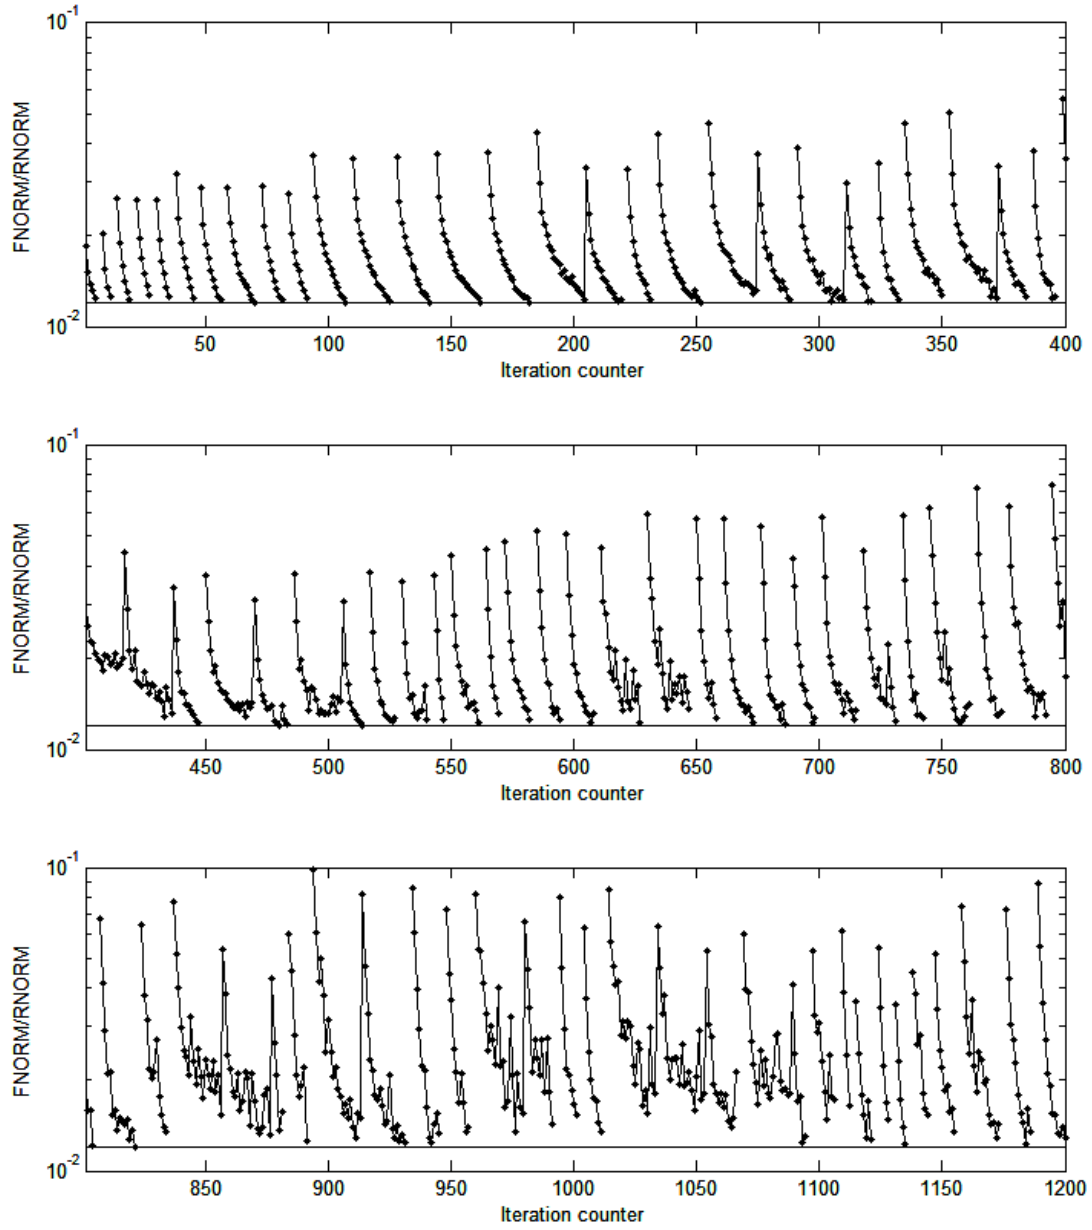 10-1
FNORM/RNORM
10-2
50 100 150 200 250 300 350 400
Iteration counter
10-1
FNORM/RNORM
10-2
450 500 550 600 650 700 750 800
Iteration counter
10-1
FNORM/RNORM
10-2
850 900 950 1000 1050 1100 1150 1200
Iteration counter